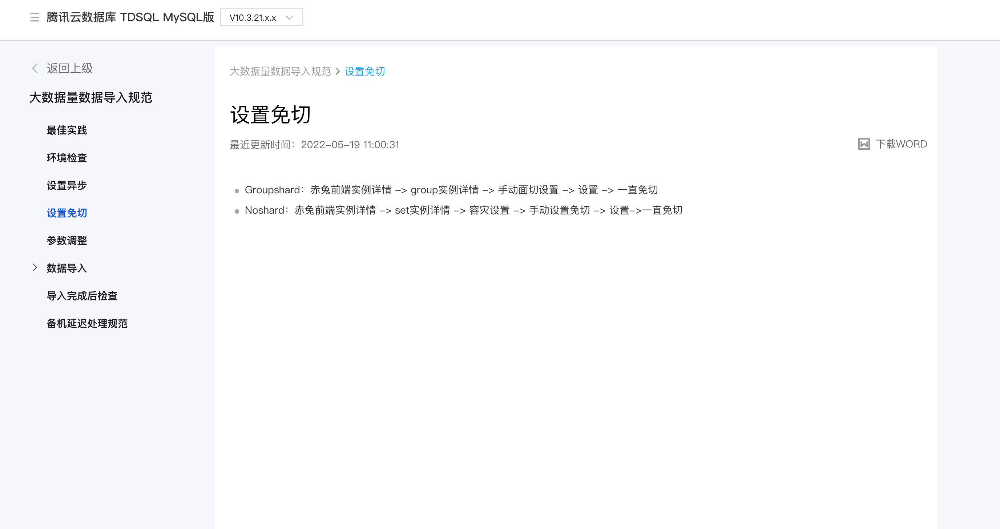 腾讯云数据库 TDSQL MySQL版
V10.3.21.x.x
返回上级
大数据量数据导入规范
最佳实践
环境检查
设置异步
设置免切
参数调整
数据导入
导入完成后检查
备机延迟处理规范
大数据量数据导入规范 > 设置免切
设置免切
最近更新时间：2022-05-19 11:00:31
下载WORD
Groupshard：赤兔前端实例详情 -> group实例详情 -> 手动面切设置 -> 设置 -> 一直免切
Noshard：赤兔前端实例详情 -> set实例详情 -> 容灾设置 -> 手动设置免切 -> 设置->一直免切